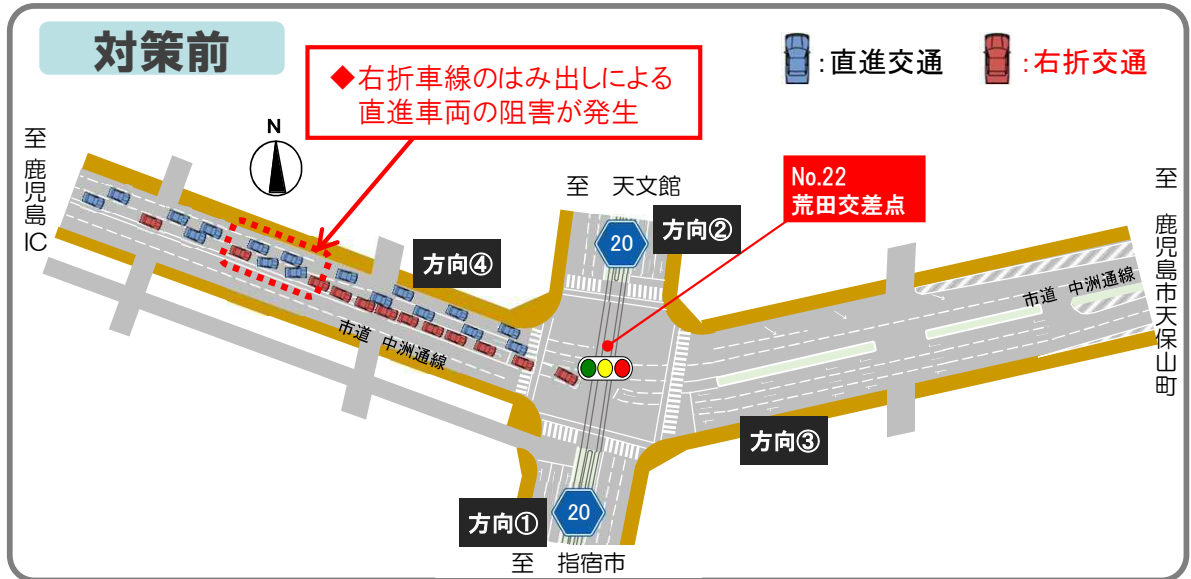 対策前
◆右折車線のはみ出しによる
直進車両の阻害が発生
:直進交通
:右折交通
N
至 鹿児島IC
至 天文館
No.22
荒田交差点
至 鹿児島市天保山町
20
方向②
方向④
市道 中洲通線
市道 中洲通線
方向③
方向①
20
至 指宿市